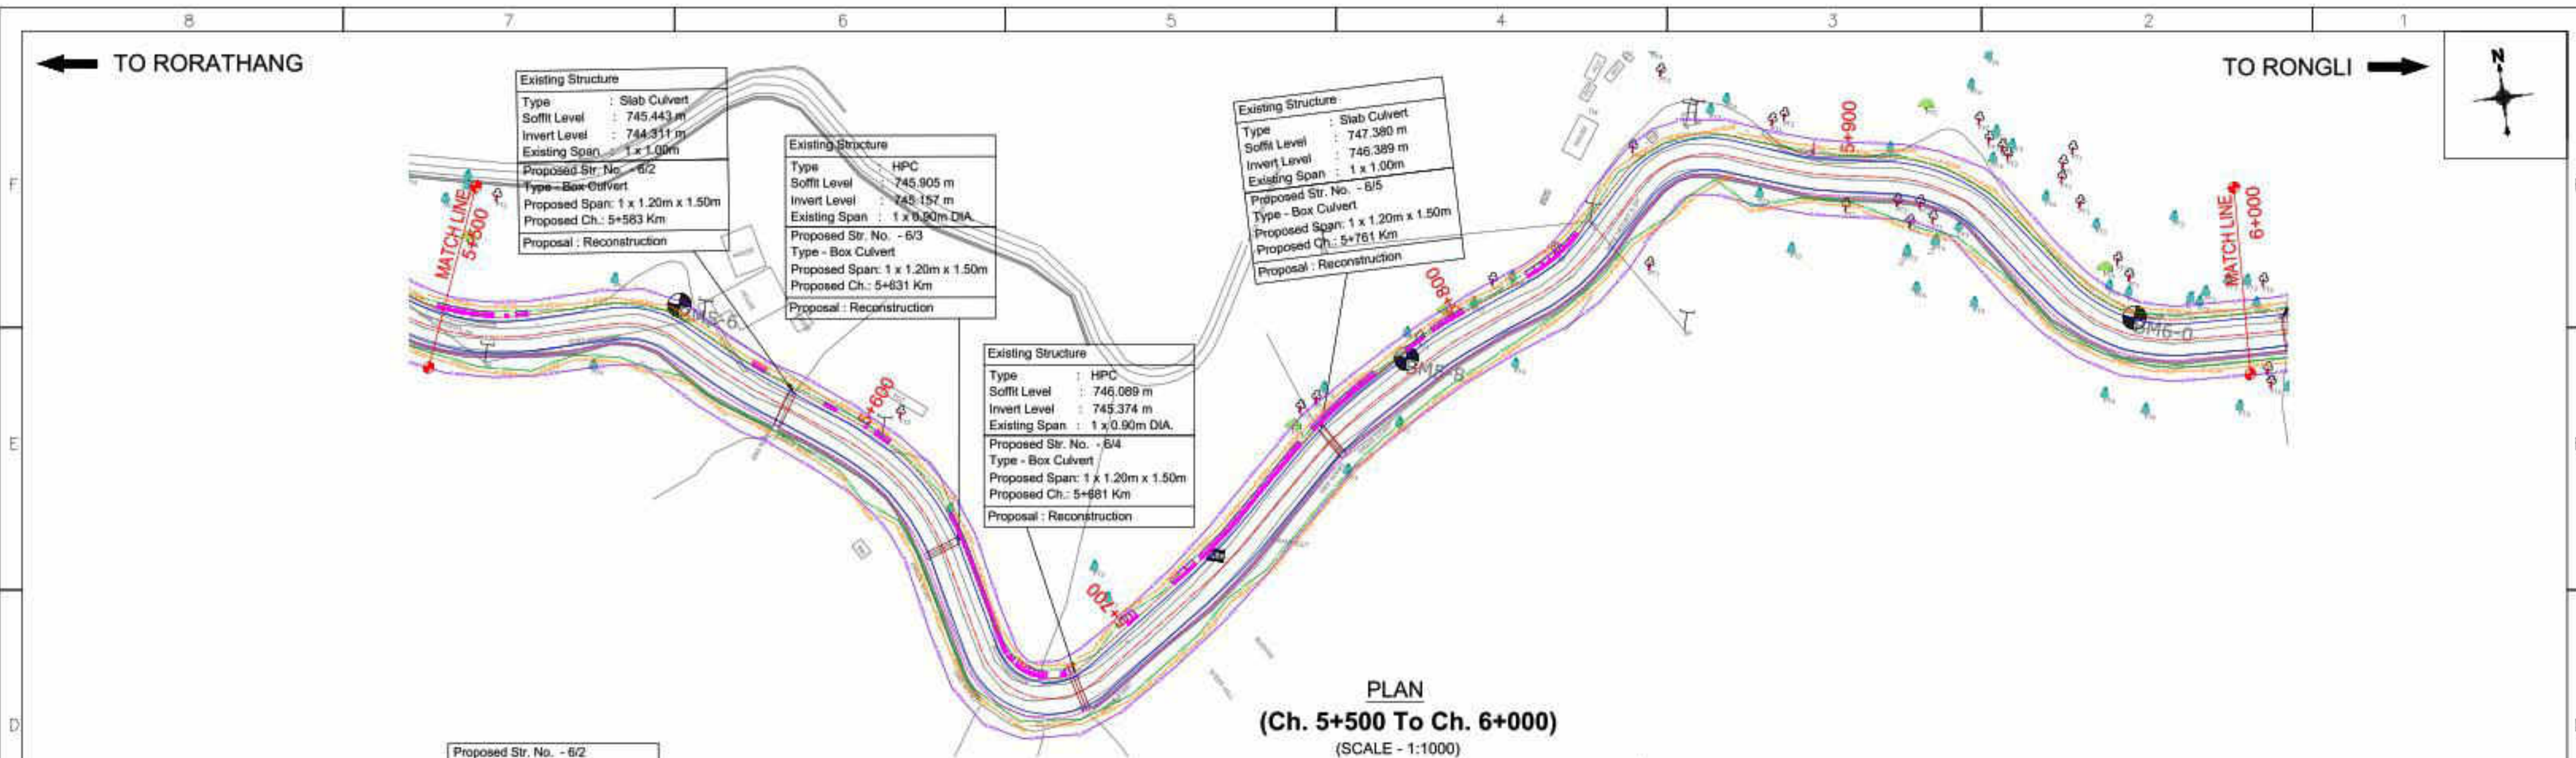 8 7 6 5 4 3 2 1
TO RORATHANG
TO RONGLI
N
F
E
D
MATCH LINE
5+500
Existing Structure
Type : Slab Culvert
Soffit Level : 745.443 m
Invert Level : 744.311 m
Existing Span : 1 x 1.00m
Proposed Str. No. - 6/2
Type - Box Culvert
Proposed Span: 1 x 1.20m x 1.50m
Proposed Ch.: 5+583 Km
Proposal : Reconstruction
Existing Structure
Type : HPC
Soffit Level : 745.905 m
Invert Level : 745.157 m
Existing Span : 1 x 0.90m DIA.
Proposed Str. No. - 6/3
Type - Box Culvert
Proposed Span: 1 x 1.20m x 1.50m
Proposed Ch.: 5+631 Km
Proposal : Reconstruction
Existing Structure
Type : HPC
Soffit Level : 746.089 m
Invert Level : 745.374 m
Existing Span : 1 x 0.90m DIA.
Proposed Str. No. - 6/4
Type - Box Culvert
Proposed Span: 1 x 1.20m x 1.50m
Proposed Ch.: 5+681 Km
Proposal : Reconstruction
Existing Structure
Type : Slab Culvert
Soffit Level : 747.380 m
Invert Level : 746.389 m
Existing Span : 1 x 1.00m
Proposed Str. No. - 6/5
Type - Box Culvert
Proposed Span: 1 x 1.20m x 1.50m
Proposed Ch.: 5+761 Km
Proposal : Reconstruction
5+600
5+700
5+800
5+900
BM6-0
MATCH LINE
6+000
PLAN
(Ch. 5+500 To Ch. 6+000)
(SCALE - 1:1000)
Proposed Str. No. - 6/2